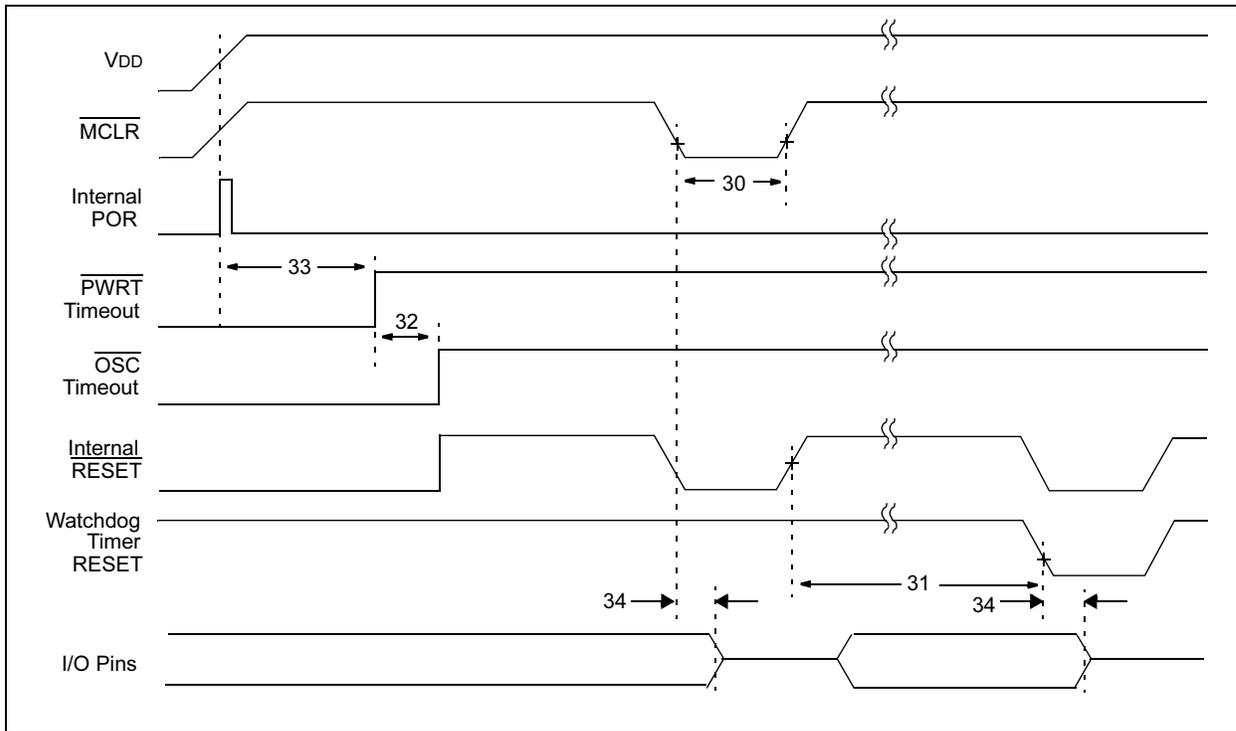 VDD
MCLR
30
Internal
POR
33
PWRT
Timeout
32
OSC
Timeout
Internal
RESET
Watchdog
Timer
RESET
31
34
34
I/O Pins